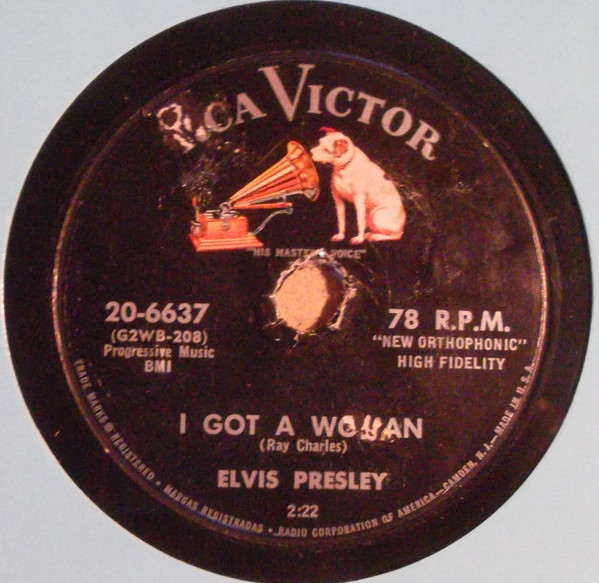 RCA VICTOR
"HIS MASTER'S VOICE"
20-6637
(G2WB-208)
Progressive Music
BMI
78 R.P.M.
"NEW ORTHOPHONIC"
HIGH FIDELITY
I GOT A WOMAN
(Ray Charles)
ELVIS PRESLEY
2:22
TRADE MARKS ® REGISTERED • MARCAS REGISTRADAS • RADIO CORPORATION OF AMERICA—CAMDEN, N. J.—MADE IN U.S.A.